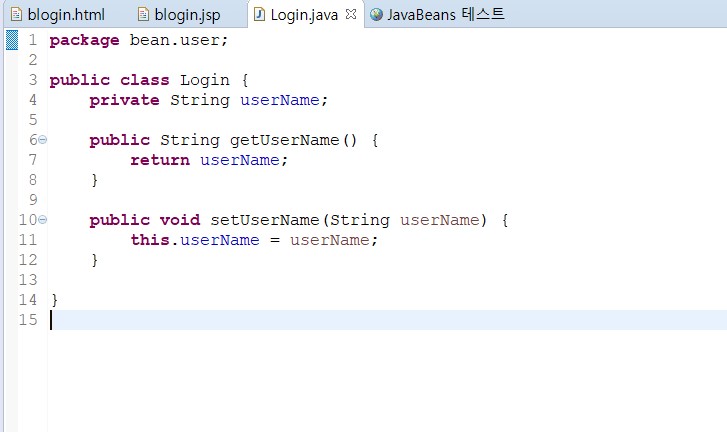 blogin.html blogin.jsp Login.java JavaBeans 테스트
1 package bean.user;
2
3 public class Login {
4 private String userName;
5
6 public String getUserName() {
7 return userName;
8 }
9
10 public void setUserName(String userName) {
11 this.userName = userName;
12 }
13
14 }
15